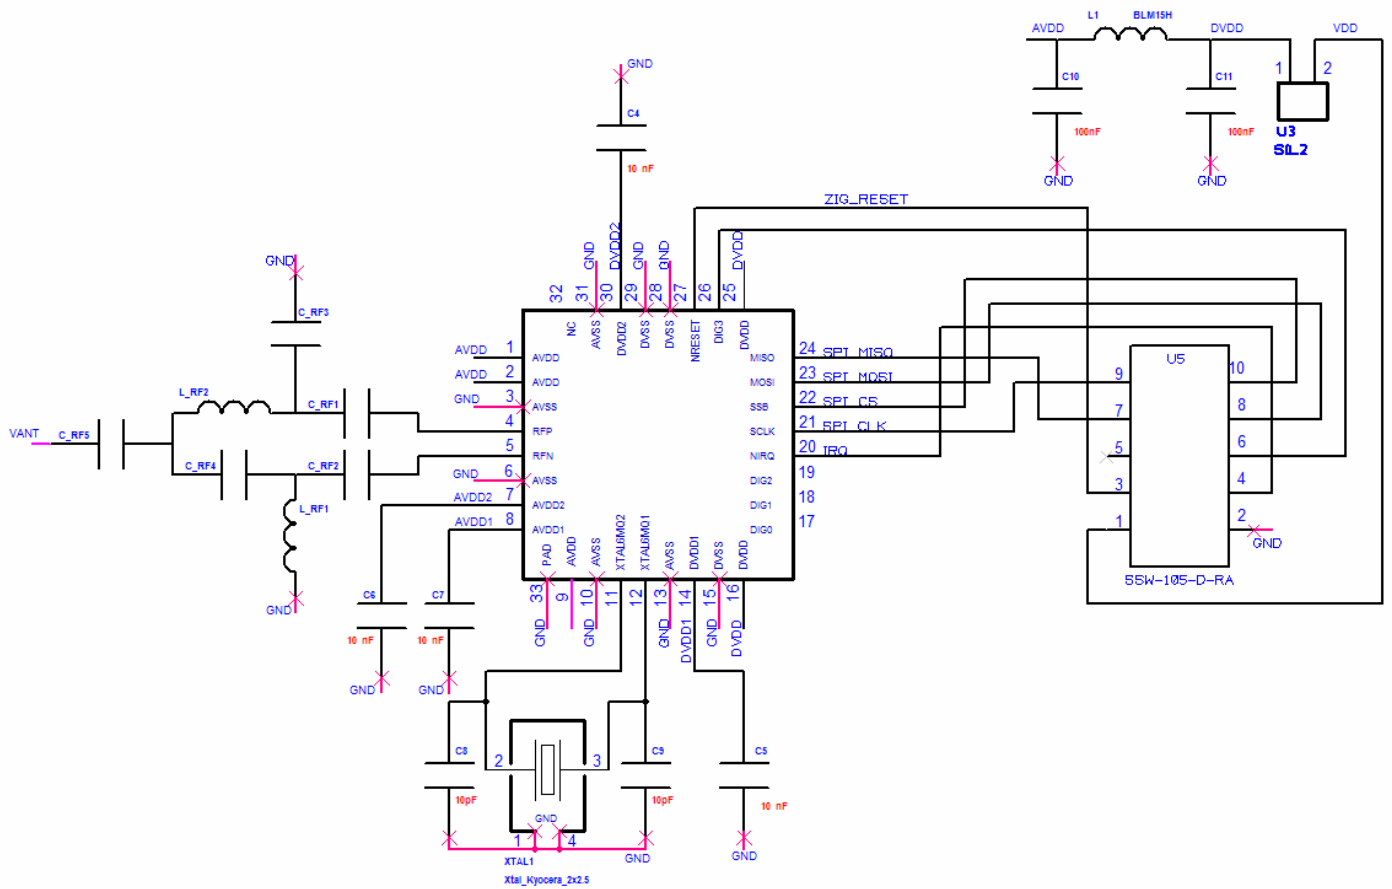 L1 BLM15H
AVDD DVDD VDD
C10 C11 1 2
100nF 100nF
U3
SIL2
GND GND
GND
C4
10 nF
ZIG_RESET
GND DVDD2 GND GND DVDD
32 31 30 29 28 27 26 25
NC AVSS DVDD2 DVSS DVSS NRESET DIG3 DVDD
GND
C_RF3
L_RF2
C_RF1
VANT C_RF5
C_RF4 C_RF2
L_RF1
GND
AVDD 1 AVDD
AVDD 2 AVDD
GND 3 AVSS
4 RFP
5 RFN
GND 6 AVSS
AVDD2 7 AVDD2
AVDD1 8 AVDD1
MISO 24 SPI_MISO
MOSI 23 SPI_MOSI
SSB 22 SPI_CS
SCLK 21 SPI_CLK
NIRQ 20 IRQ
DIG2 19
DIG1 18
DIG0 17
PAD AVDD AVSS XTAL6MQ2 XTAL6MQ1 AVSS DVDD1 DVSS DVDD
33 9 10 11 12 13 14 15 16
GND GND GND DVDD1 GND DVDD
U5
9 10
7 8
5 6
3 4
1 2
GND
SSW-105-D-RA
C6 C7
10 nF 10 nF
GND GND
C8 C9 C5
2 3
10pF 10pF 10 nF
GND
1 4
GND GND
XTAL1
Xtal_Kyocera_2x2.5